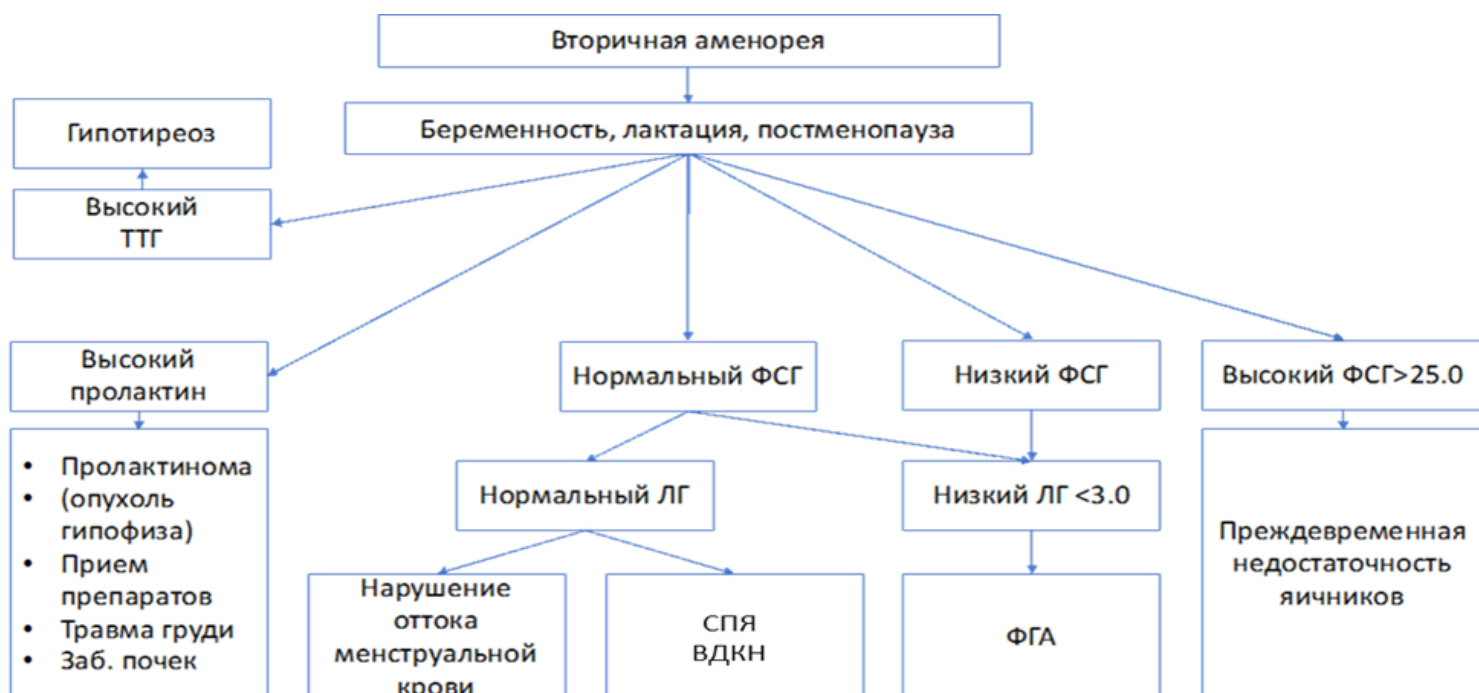 Вторичная аменорея
Беременность, лактация, постменопауза
Гипотиреоз
Высокий
ТТГ
Высокий
пролактин
Нормальный ФСГ
Низкий ФСГ
Высокий ФСГ>25.0
• Пролактинома
• (опухоль
гипофиза)
• Прием
препаратов
• Травма груди
• Заб. почек
Нормальный ЛГ
Низкий ЛГ <3.0
Преждевременная
недостаточность
яичников
Нарушение
оттока
менструальной
крови
СПЯ
ВДКН
ФГА